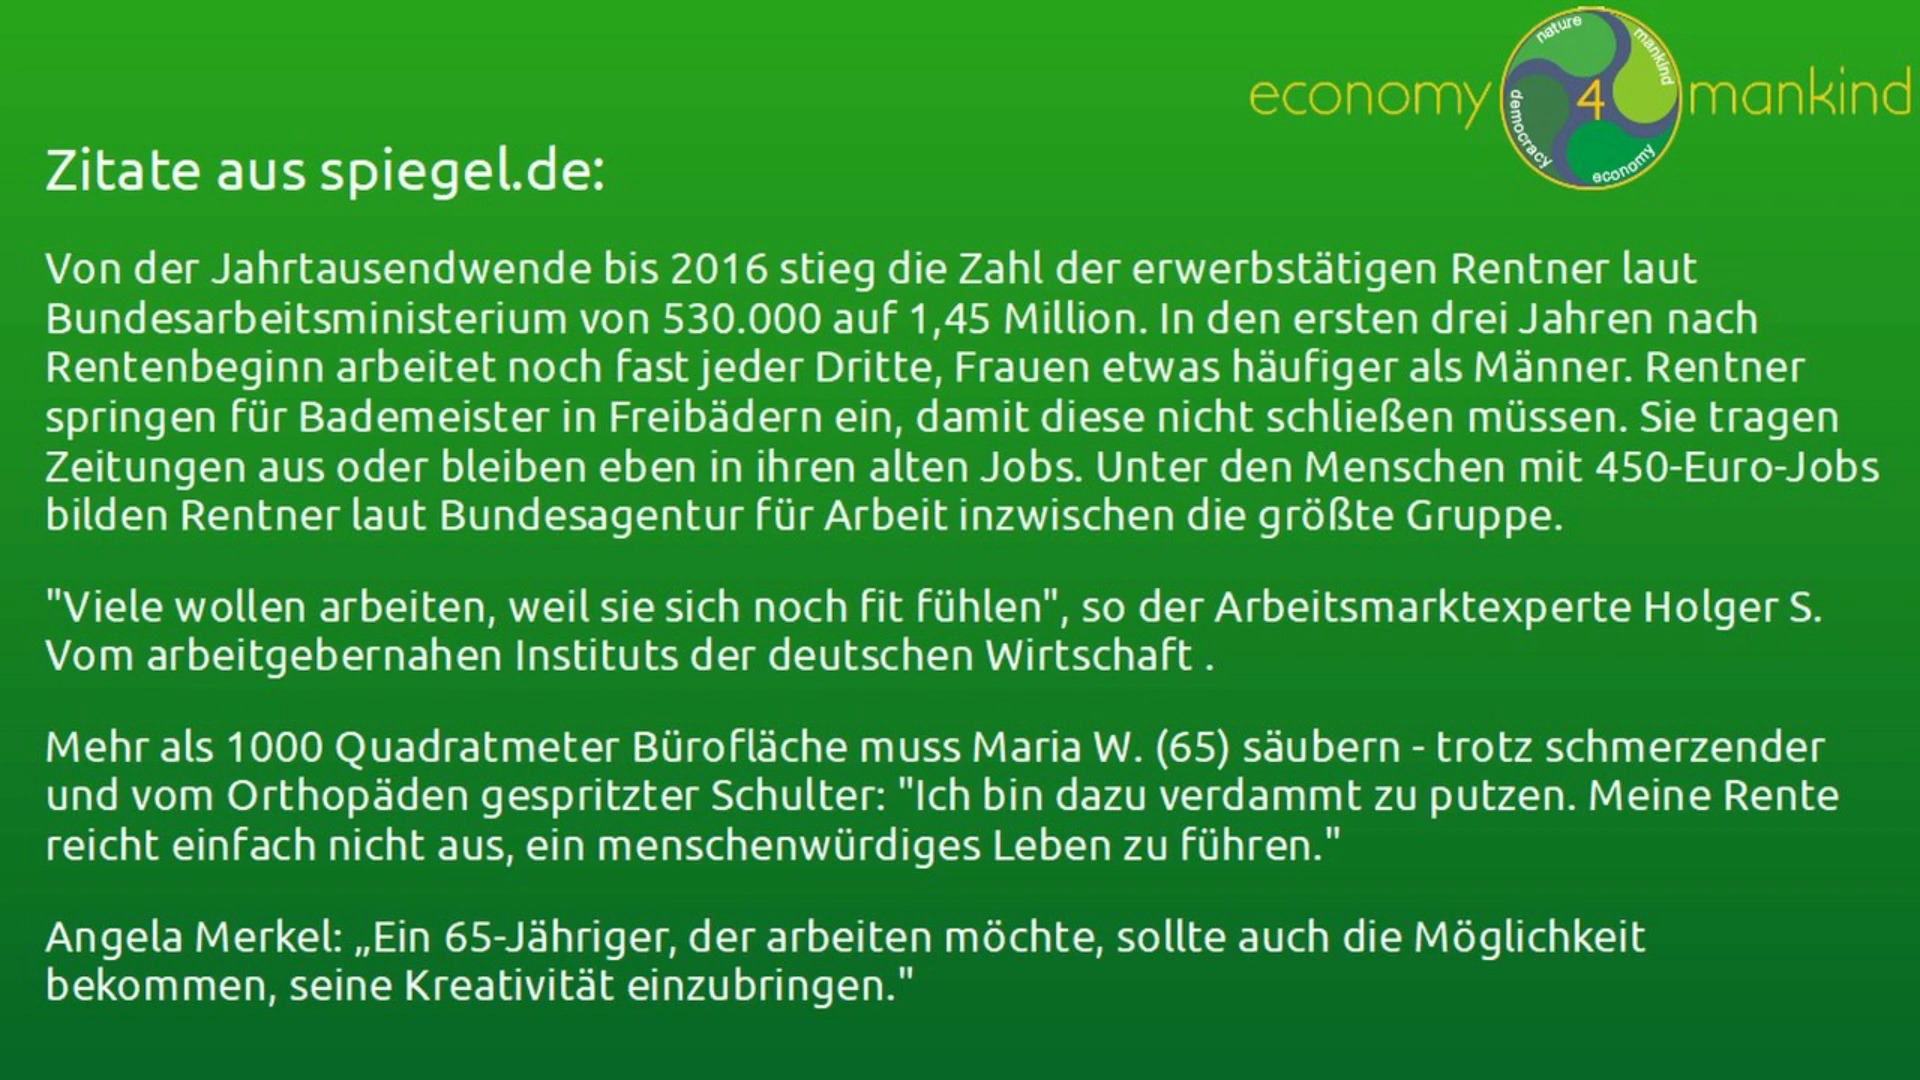 economy 4 mankind
nature
mankind
democracy
economy
Zitate aus spiegel.de:
Von der Jahrtausendwende bis 2016 stieg die Zahl der erwerbstätigen Rentner laut
Bundesarbeitsministerium von 530.000 auf 1,45 Million. In den ersten drei Jahren nach
Rentenbeginn arbeitet noch fast jeder Dritte, Frauen etwas häufiger als Männer. Rentner
springen für Bademeister in Freibädern ein, damit diese nicht schließen müssen. Sie tragen
Zeitungen aus oder bleiben eben in ihren alten Jobs. Unter den Menschen mit 450-Euro-Jobs
bilden Rentner laut Bundesagentur für Arbeit inzwischen die größte Gruppe.
"Viele wollen arbeiten, weil sie sich noch fit fühlen", so der Arbeitsmarktexperte Holger S.
Vom arbeitgebernahen Instituts der deutschen Wirtschaft .
Mehr als 1000 Quadratmeter Bürofläche muss Maria W. (65) säubern - trotz schmerzender
und vom Orthopäden gespritzter Schulter: "Ich bin dazu verdammt zu putzen. Meine Rente
reicht einfach nicht aus, ein menschenwürdiges Leben zu führen."
Angela Merkel: „Ein 65-Jähriger, der arbeiten möchte, sollte auch die Möglichkeit
bekommen, seine Kreativität einzubringen."